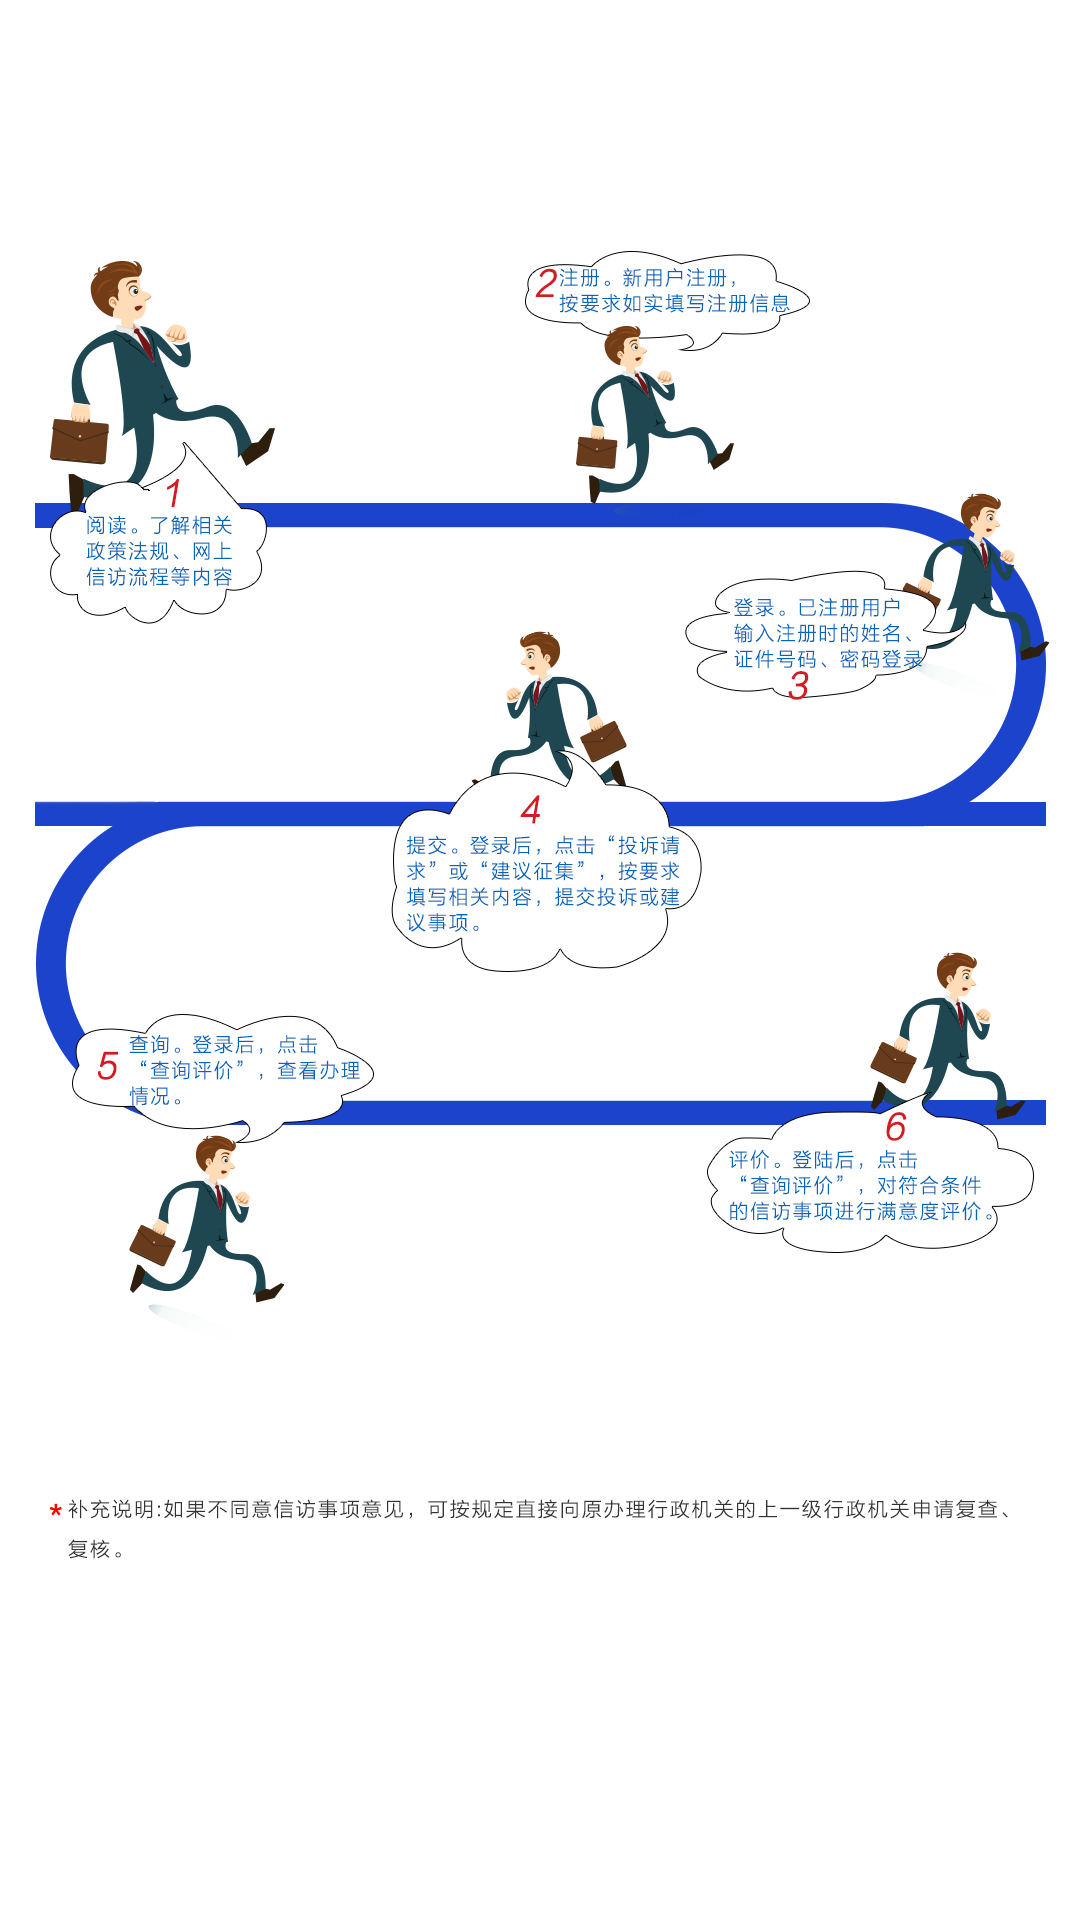 1
阅读。了解相关
政策法规、网上
信访流程等内容
2
注册。新用户注册，
按要求如实填写注册信息
登录。已注册用户
输入注册时的姓名、
证件号码、密码登录
3
4
提交。登录后，点击“投诉请
求”或“建议征集”，按要求
填写相关内容，提交投诉或建
议事项。
5
查询。登录后，点击
“查询评价”，查看办理
情况。
6
评价。登陆后，点击
“查询评价”，对符合条件
的信访事项进行满意度评价。
*补充说明:如果不同意信访事项意见，可按规定直接向原办理行政机关的上一级行政机关申请复查、
复核。